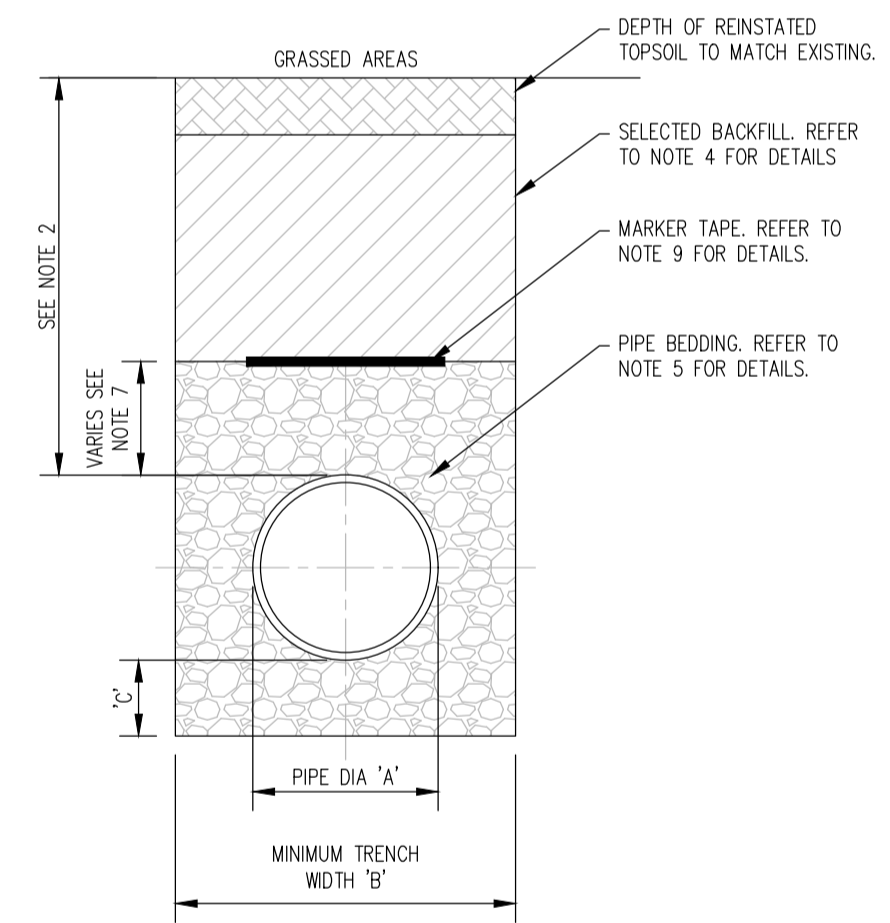 GRASSED AREAS
DEPTH OF REINSTATED
TOPSOIL TO MATCH EXISTING.
SELECTED BACKFILL. REFER
TO NOTE 4 FOR DETAILS
MARKER TAPE. REFER TO
NOTE 9 FOR DETAILS.
PIPE BEDDING. REFER TO
NOTE 5 FOR DETAILS.
SEE NOTE 2
VARIES SEE
NOTE 7
'C'
PIPE DIA 'A'
MINIMUM TRENCH
WIDTH 'B'